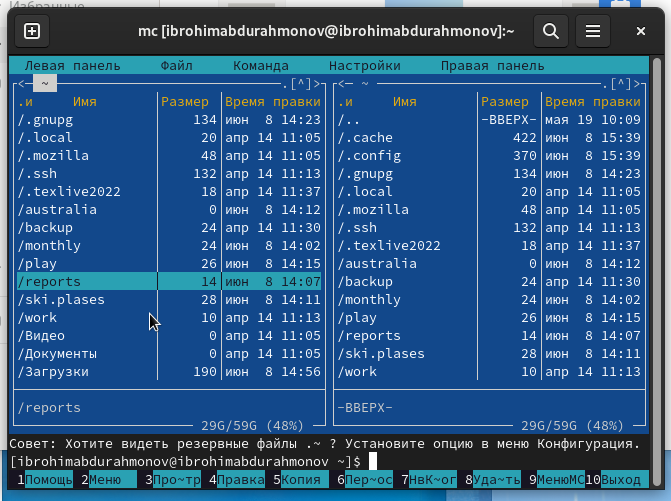 Избранные
mc [ibrohimabdurahmonov@ibrohimabdurahmonov]:~
Левая панель Файл Команда Настройки Правая панель
<─ ~ .[^]> <─ ~ .[^]>
.и Имя Размер Время правки .и Имя Размер Время правки
/.gnupg 134 июн 8 14:23 /.. -ВВЕРХ- мая 19 10:09
/.local 20 апр 14 11:05 /.cache 422 июн 8 15:39
/.mozilla 48 апр 14 11:05 /.config 370 июн 8 15:39
/.ssh 132 апр 14 11:13 /.gnupg 134 июн 8 14:23
/.texlive2022 18 апр 14 11:37 /.local 20 апр 14 11:05
/australia 0 июн 8 14:12 /.mozilla 48 апр 14 11:05
/backup 24 апр 14 11:30 /.ssh 132 апр 14 11:13
/monthly 24 июн 8 14:02 /.texlive2022 18 апр 14 11:37
/play 26 июн 8 14:15 /australia 0 июн 8 14:12
/reports 14 июн 8 14:07 /backup 24 апр 14 11:30
/ski.plases 28 июн 8 14:11 /monthly 24 июн 8 14:02
/work 10 апр 14 11:13 /play 26 июн 8 14:15
/Видео 0 апр 14 11:05 /reports 14 июн 8 14:07
/Документы 0 апр 14 11:05 /ski.plases 28 июн 8 14:11
/Загрузки 190 июн 8 14:56 /work 10 апр 14 11:13
/reports -ВВЕРХ-
29G/59G (48%) 29G/59G (48%)
Совет: Хотите видеть резервные файлы .~ ? Установите опцию в меню Конфигурация.
[ibrohimabdurahmonov@ibrohimabdurahmonov ~]$
1Помощь 2Меню 3Про~тр 4Правка 5Копия 6Пер~ос 7НвК~ог 8Уда~ть 9МенюMC 10Выход